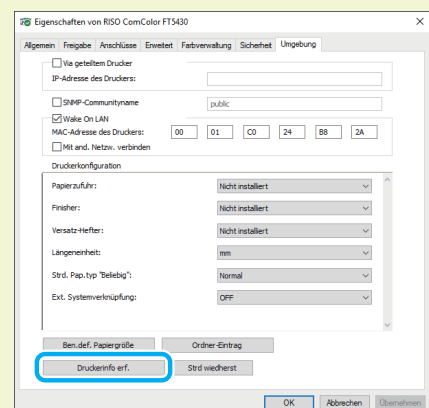 Eigenschaften von RISO ComColor FT5430
Allgemein Freigabe Anschlüsse Erweitert Farbverwaltung Sicherheit Umgebung
Via geteiltem Drucker
IP-Adresse des Druckers:
SNMP-Communityname public
Wake On LAN
MAC-Adresse des Druckers: 00 01 C0 24 B8 2A
Mit and. Netzw. verbinden
Druckerkonfiguration
Papierzufuhr: Nicht installiert
Finisher: Nicht installiert
Versatz-Hefter: Nicht installiert
Längeneinheit: mm
Strd. Pap.typ "Beliebig": Normal
Ext. Systemverknüpfung: OFF
Ben.def. Papiergröße Ordner-Eintrag
Druckerinfo erf. Strd wiedherst
OK Abbrechen Übernehmen